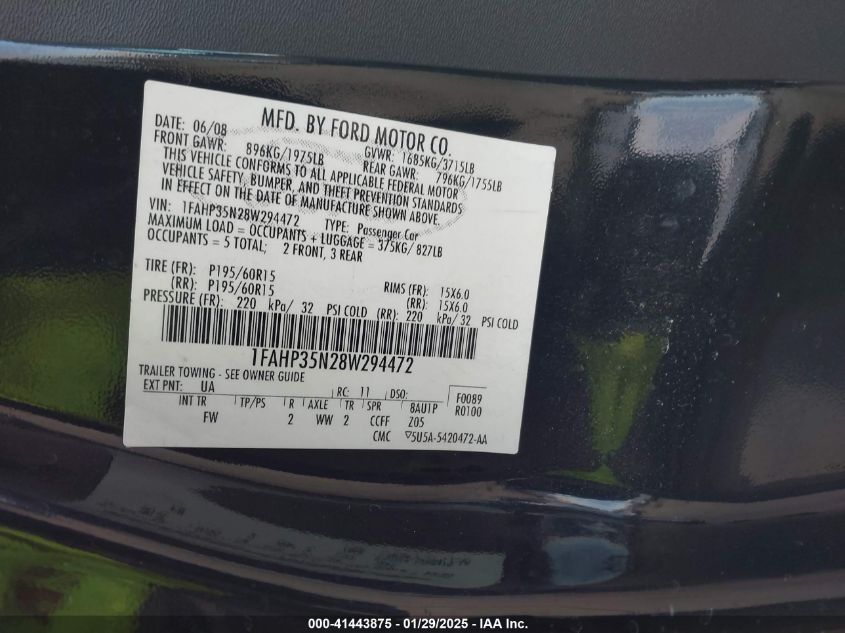 MFD. BY FORD MOTOR CO.
DATE: 06/08 GVWR: 1685KG/3715LB
FRONT GAWR: 896KG/1975LB REAR GAWR: 796KG/1755LB
THIS VEHICLE CONFORMS TO ALL APPLICABLE FEDERAL MOTOR
VEHICLE SAFETY, BUMPER, AND THEFT PREVENTION STANDARDS
IN EFFECT ON THE DATE OF MANUFACTURE SHOWN ABOVE.
VIN: 1FAHP35N28W294472 TYPE: Passenger Car
MAXIMUM LOAD = OCCUPANTS + LUGGAGE = 375KG/ 827LB
OCCUPANTS = 5 TOTAL; 2 FRONT, 3 REAR
TIRE (FR): P195/60R15 RIMS (FR): 15X6.0
(RR): P195/60R15 (RR): 15X6.0
PRESSURE (FR): 220 kPa/ 32 PSI COLD (RR): 220 kPa/ 32 PSI COLD
1FAHP35N28W294472
TRAILER TOWING - SEE OWNER GUIDE
EXT PNT: UA RC: 11 DSO: F0089
INT TR TP/PS R AXLE TR SPR 8AU1P R0100
FW 2 WW 2 CCFF Z05
CMC 5U5A-5420472-AA
000-41443875 - 01/29/2025 - IAA Inc.